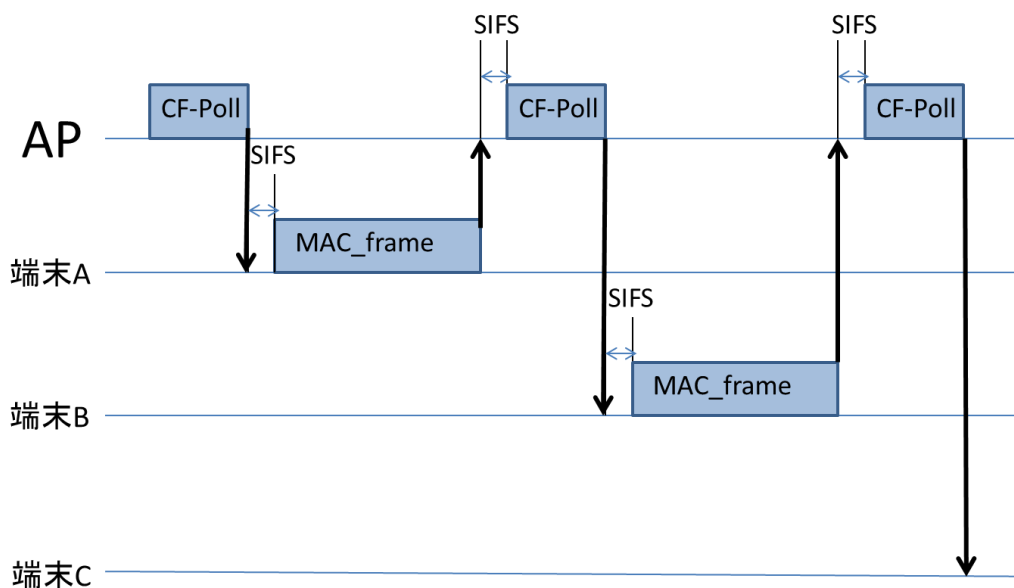 SIFS
SIFS
CF-Poll
CF-Poll
CF-Poll
AP
SIFS
MAC_frame
端末A
SIFS
MAC_frame
端末B
端末C